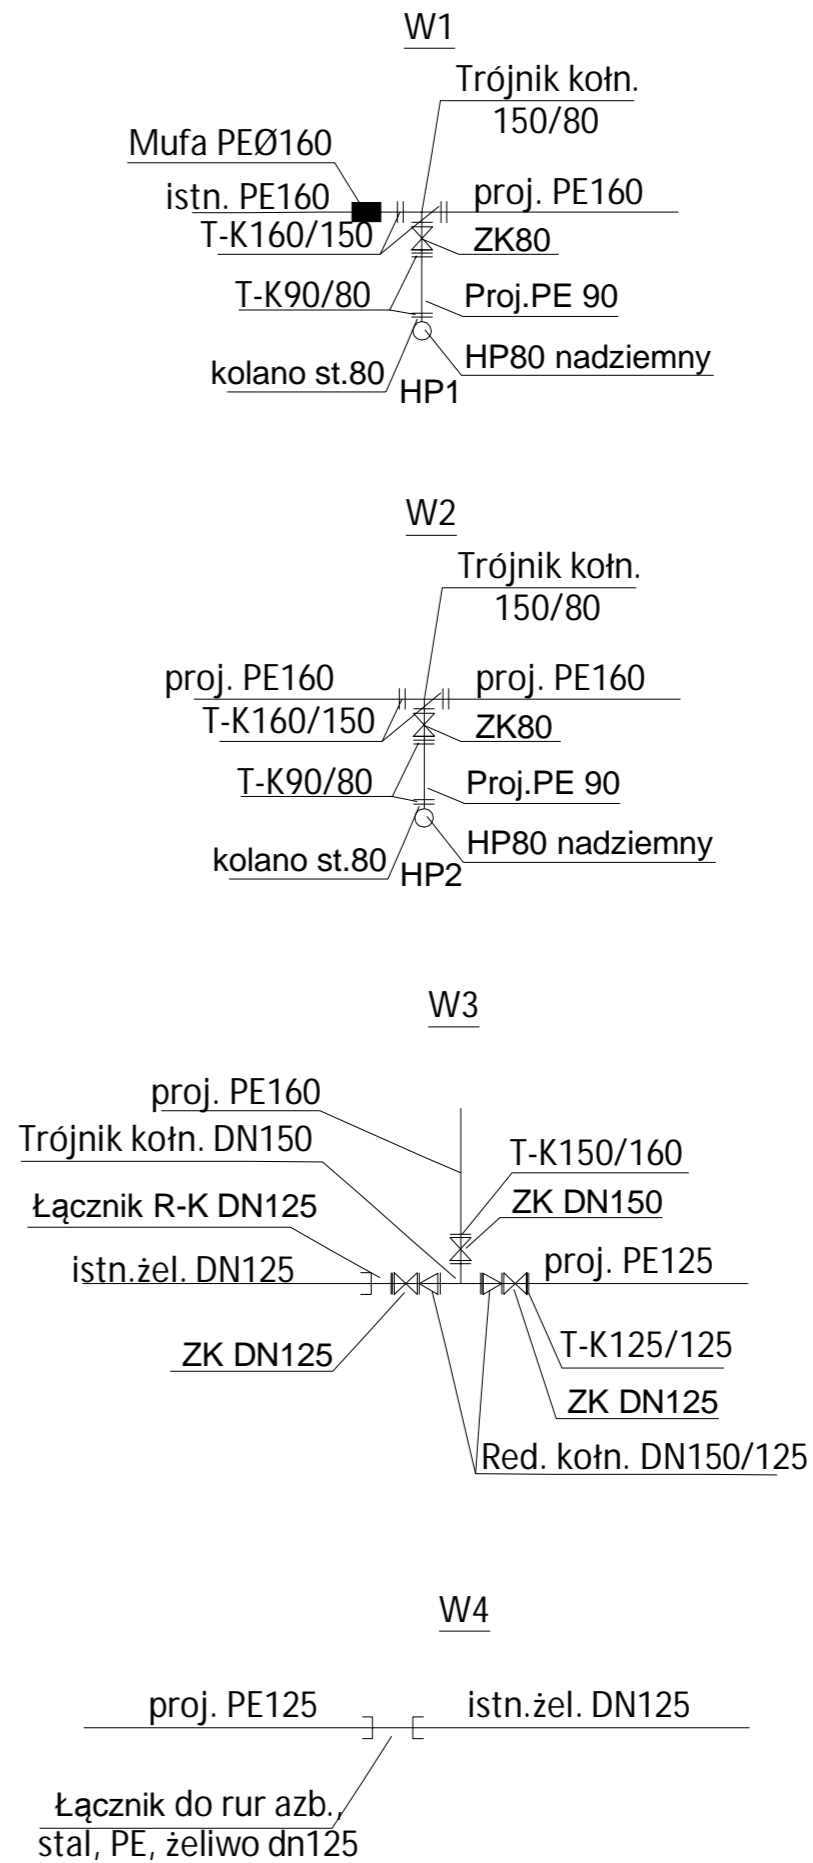 W1
Trójnik kołn.
150/80
Mufa PEØ160
istn. PE160
proj. PE160
T-K160/150
ZK80
T-K90/80
Proj.PE 90
HP80 nadziemny
kolano st.80
HP1
W2
Trójnik kołn.
150/80
proj. PE160
proj. PE160
T-K160/150
ZK80
T-K90/80
Proj.PE 90
HP80 nadziemny
kolano st.80
HP2
W3
proj. PE160
Trójnik kołn. DN150
T-K150/160
Łącznik R-K DN125
ZK DN150
istn.żel. DN125
proj. PE125
ZK DN125
T-K125/125
ZK DN125
Red. kołn. DN150/125
W4
proj. PE125
istn.żel. DN125
Łącznik do rur azb.,
stal, PE, żeliwo dn125